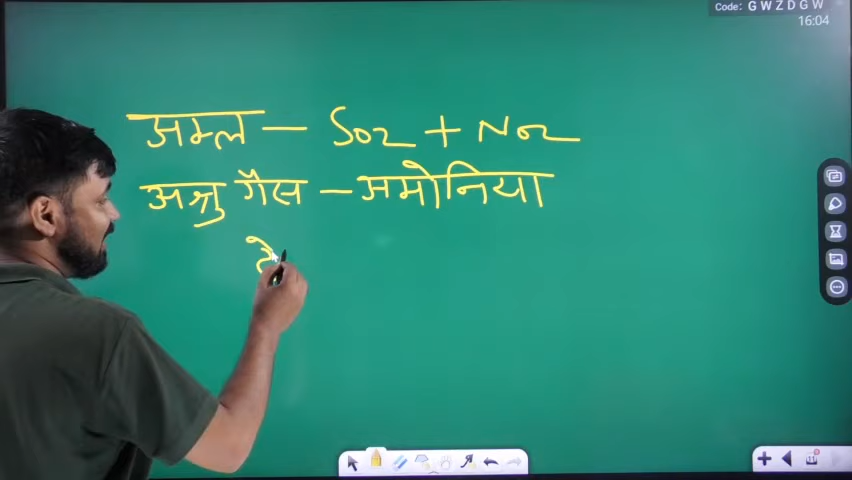 Code: GWZDGW
16:04
अम्ल – SO2 + NO2
अश्रु गैस – अमोनिया